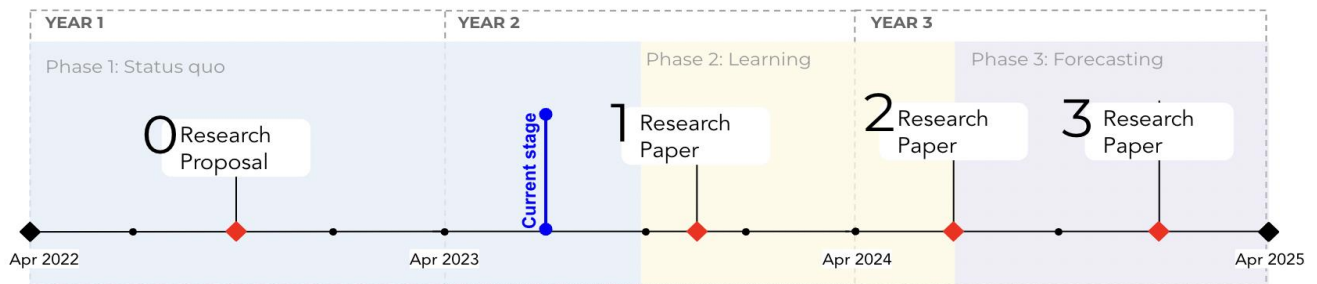 YEAR 1
YEAR 2
YEAR 3
Phase 1: Status quo
Phase 2: Learning
Phase 3: Forecasting
0
Research
Proposal
Current stage
1
Research
Paper
2
Research
Paper
3
Research
Paper
Apr 2022
Apr 2023
Apr 2024
Apr 2025